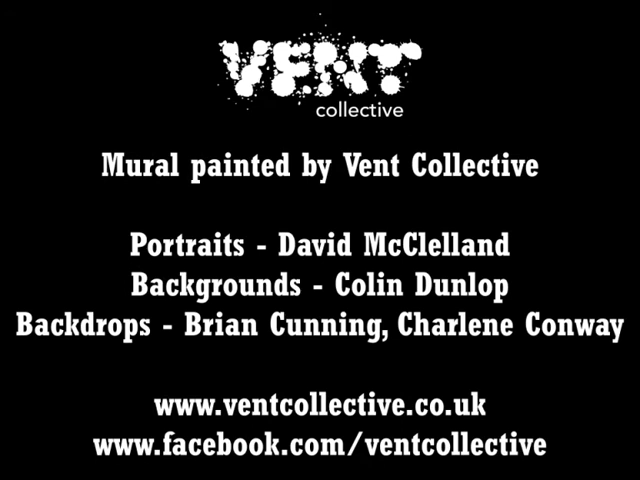 VENT
collective
Mural painted by Vent Collective
Portraits - David McClelland
Backgrounds - Colin Dunlop
Backdrops - Brian Cunning, Charlene Conway
www.ventcollective.co.uk
www.facebook.com/ventcollective